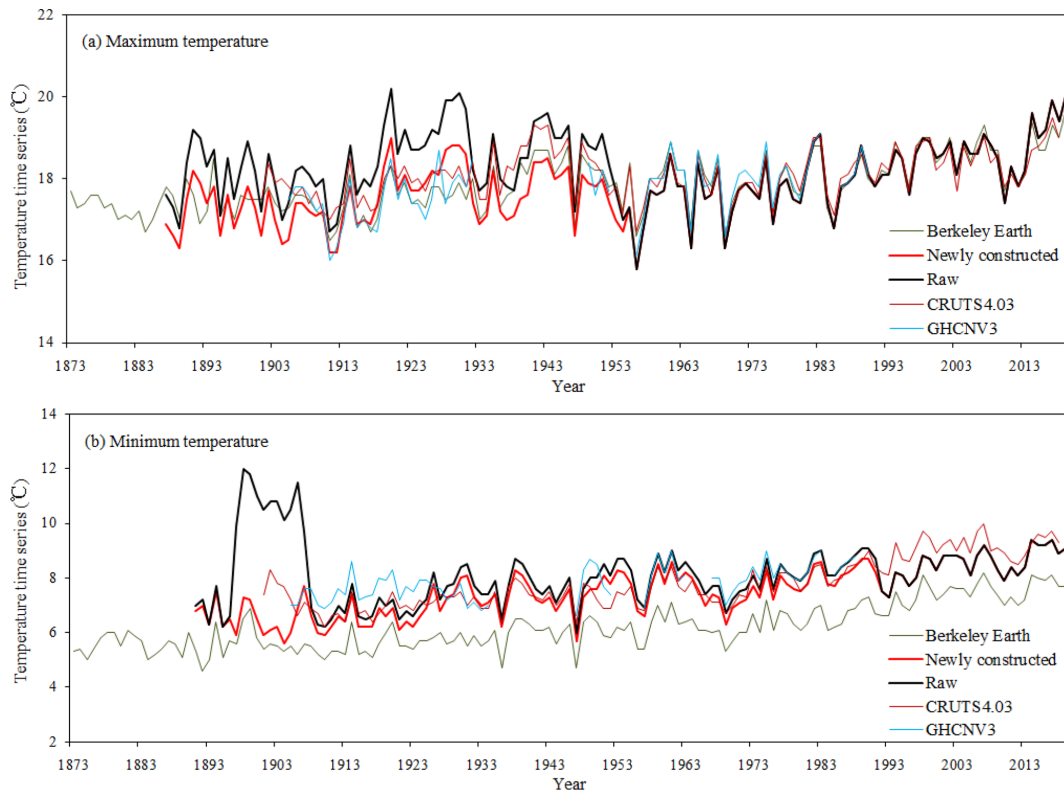 22
(a) Maximum temperature
20
18
16
14
Temperature time series (℃)
Berkeley Earth
Newly constructed
Raw
CRUTS4.03
GHCNV3
1873 1883 1893 1903 1913 1923 1933 1943 1953 1963 1973 1983 1993 2003 2013
Year
14
(b) Minimum temperature
12
10
8
6
4
2
Temperature time series (℃)
Berkeley Earth
Newly constructed
Raw
CRUTS4.03
GHCNV3
1873 1883 1893 1903 1913 1923 1933 1943 1953 1963 1973 1983 1993 2003 2013
Year